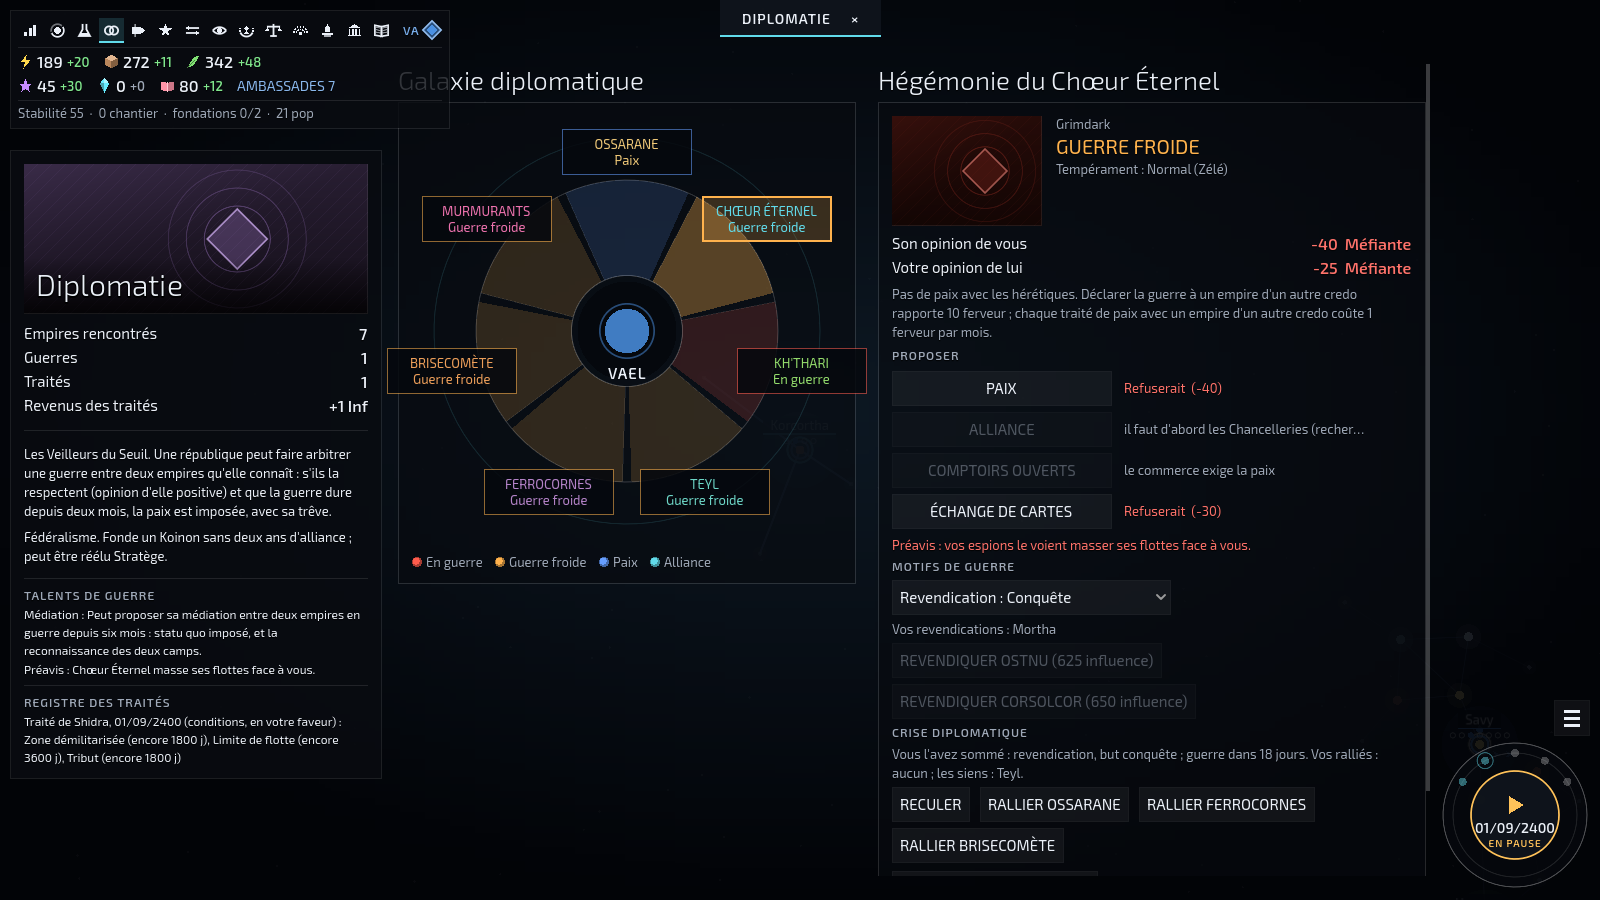 DIPLOMATIE ×
VA
189 +20 272 +11 342 +48
45 +30 0 +0 80 +12 AMBASSADES 7
Stabilité 55 · 0 chantier · fondations 0/2 · 21 pop
Diplomatie
Empires rencontrés 7
Guerres 1
Traités 1
Revenus des traités +1 Inf
Les Veilleurs du Seuil. Une république peut faire arbitrer
une guerre entre deux empires qu'elle connaît : s'ils la
respectent (opinion d'elle positive) et que la guerre dure
depuis deux mois, la paix est imposée, avec sa trêve.
Fédéralisme. Fonde un Koinon sans deux ans d'alliance ;
peut être réélu Stratège.
TALENTS DE GUERRE
Médiation : Peut proposer sa médiation entre deux empires en
guerre depuis six mois : statu quo imposé, et la
reconnaissance des deux camps.
Préavis : Chœur Éternel masse ses flottes face à vous.
REGISTRE DES TRAITÉS
Traité de Shidra, 01/09/2400 (conditions, en votre faveur) :
Zone démilitarisée (encore 1800 j), Limite de flotte (encore
3600 j), Tribut (encore 1800 j)
Galaxie diplomatique
OSSARANE
Paix
MURMURANTS
Guerre froide
CHŒUR ÉTERNEL
Guerre froide
BRISECOMÈTE
Guerre froide
VAEL
KH'THARI
En guerre
FERROCORNES
Guerre froide
TEYL
Guerre froide
En guerre Guerre froide Paix Alliance
Hégémonie du Chœur Éternel
Grimdark
GUERRE FROIDE
Tempérament : Normal (Zélé)
Son opinion de vous -40 Méfiante
Votre opinion de lui -25 Méfiante
Pas de paix avec les hérétiques. Déclarer la guerre à un empire d'un autre credo
rapporte 10 ferveur ; chaque traité de paix avec un empire d'un autre credo coûte 1
ferveur par mois.
PROPOSER
PAIX Refuserait (-40)
ALLIANCE il faut d'abord les Chancelleries (recher…
COMPTOIRS OUVERTS le commerce exige la paix
ÉCHANGE DE CARTES Refuserait (-30)
Préavis : vos espions le voient masser ses flottes face à vous.
MOTIFS DE GUERRE
Revendication : Conquête
Vos revendications : Mortha
REVENDIQUER OSTNU (625 influence)
REVENDIQUER CORSOLCOR (650 influence)
CRISE DIPLOMATIQUE
Vous l'avez sommé : revendication, but conquête ; guerre dans 18 jours. Vos ralliés :
aucun ; les siens : Teyl.
RECULER RALLIER OSSARANE RALLIER FERROCORNES
RALLIER BRISECOMÈTE
Savy
01/09/2400
EN PAUSE